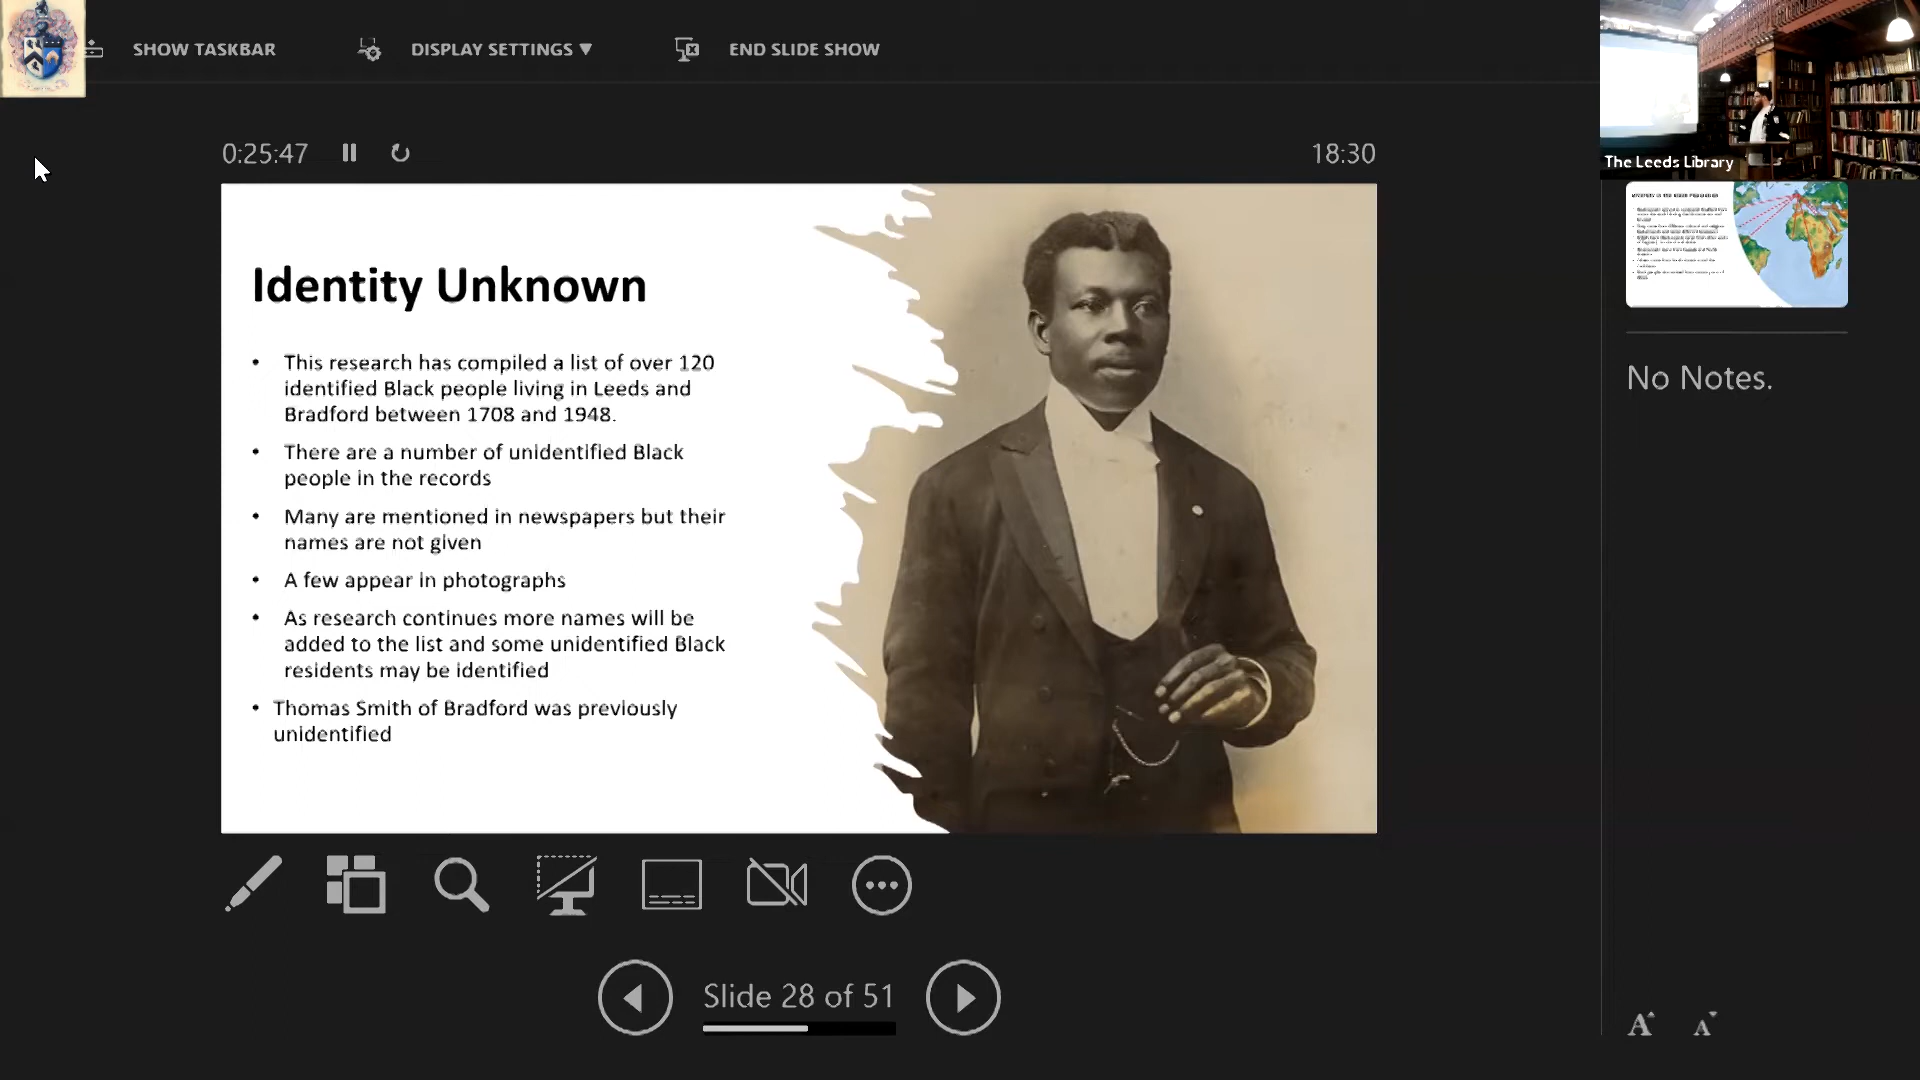 SHOW TASKBAR
DISPLAY SETTINGS ▼
END SLIDE SHOW
The Leeds Library
0:25:47
18:30
Identity Unknown
• This research has compiled a list of over 120
identified Black people living in Leeds and
Bradford between 1708 and 1948.
• There are a number of unidentified Black
people in the records
• Many are mentioned in newspapers but their
names are not given
• A few appear in photographs
• As research continues more names will be
added to the list and some unidentified Black
residents may be identified
• Thomas Smith of Bradford was previously
unidentified
No Notes.
Slide 28 of 51
A A